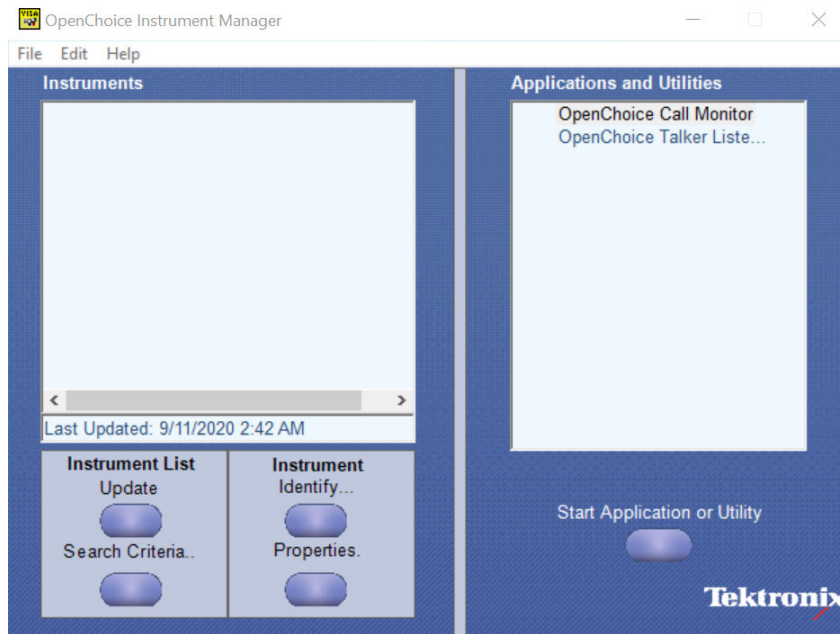 OpenChoice Instrument Manager
File Edit Help
Instruments
Last Updated: 9/11/2020 2:42 AM
Instrument List
Update
Search Criteria..
Instrument
Identify...
Properties.
Applications and Utilities
OpenChoice Call Monitor
OpenChoice Talker Liste...
Start Application or Utility
Tektronix